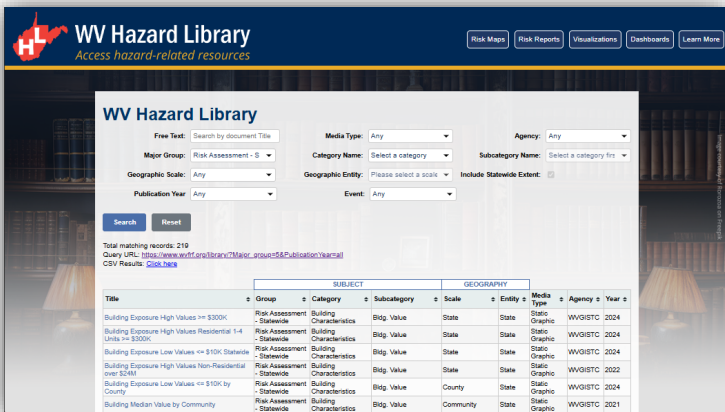 HL
WV Hazard Library
Access hazard-related resources
Risk Maps Risk Reports Visualizations Dashboards Learn More
WV Hazard Library
Free Text: Search by document Title Media Type: Any Agency: Any
Major Group: Risk Assessment - S Category Name: Select a category Subcategory Name: Select a category firs
Geographic Scale: Any Geographic Entity: Please select a scale Include Statewide Extent:
Publication Year Any Event: Any
Search Reset
Total matching records: 219
Query URL: https://www.wvfrf.org/library/?Major_group=5&PublicationYear=all
CSV Results: Click here
SUBJECT GEOGRAPHY
Title Group Category Subcategory Scale Entity Media Type Agency Year
Building Exposure High Values >= $300K Risk Assessment - Statewide Building Characteristics Bldg. Value State State Static Graphic WVGISTC 2024
Building Exposure High Values Residential 1-4 Units >= $300K Risk Assessment - Statewide Building Characteristics Bldg. Value State State Static Graphic WVGISTC 2024
Building Exposure Low Values <= $10K Statwide Risk Assessment - Statewide Building Characteristics Bldg. Value State State Static Graphic WVGISTC 2024
Building Exposure High Values Non-Residential over $24M Risk Assessment - Statewide Building Characteristics Bldg. Value State State Static Graphic WVGISTC 2022
Building Exposure Low Values <= $10K by County Risk Assessment - Statewide Building Characteristics Bldg. Value County State Static Graphic WVGISTC 2024
Building Median Value by Community Risk Assessment - Statewide Building Characteristics Bldg. Value Community State Static Graphic WVGISTC 2021